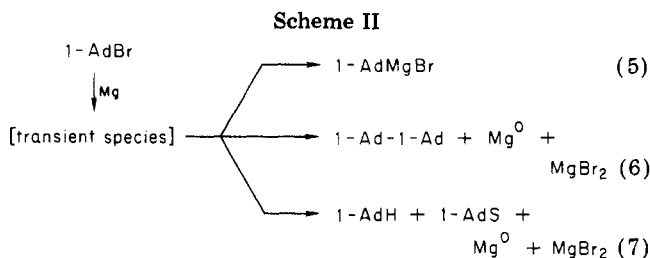 Scheme II
1-AdBr
Mg
[transient species]
1-AdMgBr (5)
1-Ad-1-Ad + Mg⁰ +
MgBr₂ (6)
1-AdH + 1-AdS +
Mg⁰ + MgBr₂ (7)